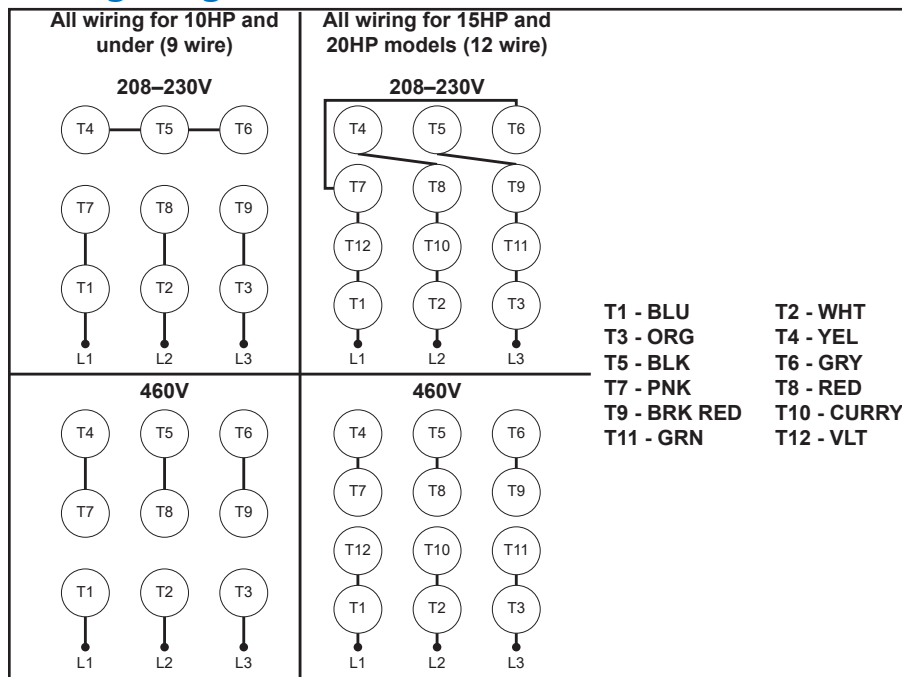 All wiring for 10HP and
under (9 wire)
208–230V
T4 T5 T6
T7 T8 T9
T1 T2 T3
L1 L2 L3
All wiring for 15HP and
20HP models (12 wire)
208–230V
T4 T5 T6
T7 T8 T9
T12 T10 T11
T1 T2 T3
L1 L2 L3
460V
T4 T5 T6
T7 T8 T9
T1 T2 T3
L1 L2 L3
460V
T4 T5 T6
T7 T8 T9
T12 T10 T11
T1 T2 T3
L1 L2 L3
T1 - BLU T2 - WHT
T3 - ORG T4 - YEL
T5 - BLK T6 - GRY
T7 - PNK T8 - RED
T9 - BRK RED T10 - CURRY
T11 - GRN T12 - VLT